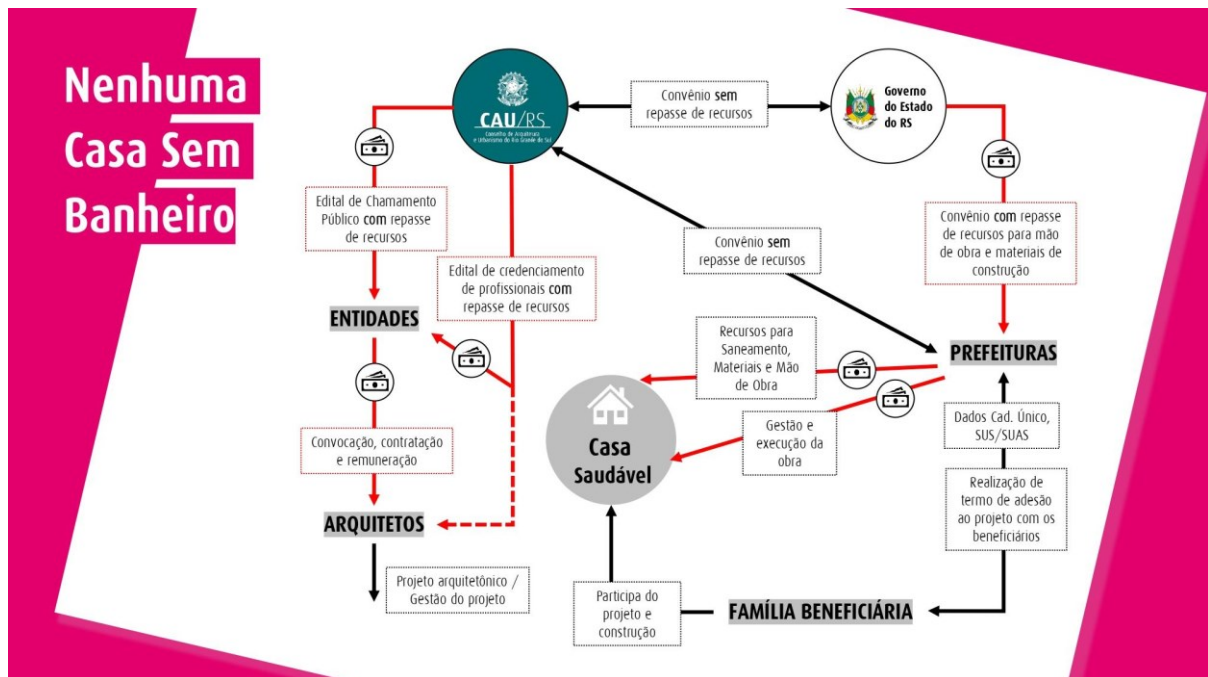 Nenhuma
Casa Sem
Banheiro
CAU/RS
Conselho de Arquitetura
e Urbanismo do Rio Grande do Sul
Convênio sem
repasse de recursos
Governo
do Estado
do RS
Edital de Chamamento
Público com repasse
de recursos
Edital de credenciamento
de profissionais com
repasse de recursos
Convênio sem
repasse de recursos
Convênio com repasse
de recursos para mão
de obra e materiais de
construção
ENTIDADES
Recursos para
Saneamento,
Materiais e Mão
de Obra
PREFEITURAS
Convocação, contratação
e remuneração
Casa
Saudável
Gestão e
execução da
obra
Dados Cad. Único,
SUS/SUAS
Realização de
termo de adesão
ao projeto com os
beneficiários
ARQUITETOS
Projeto arquitetônico /
Gestão do projeto
Participa do
projeto e
construção
FAMÍLIA BENEFICIÁRIA